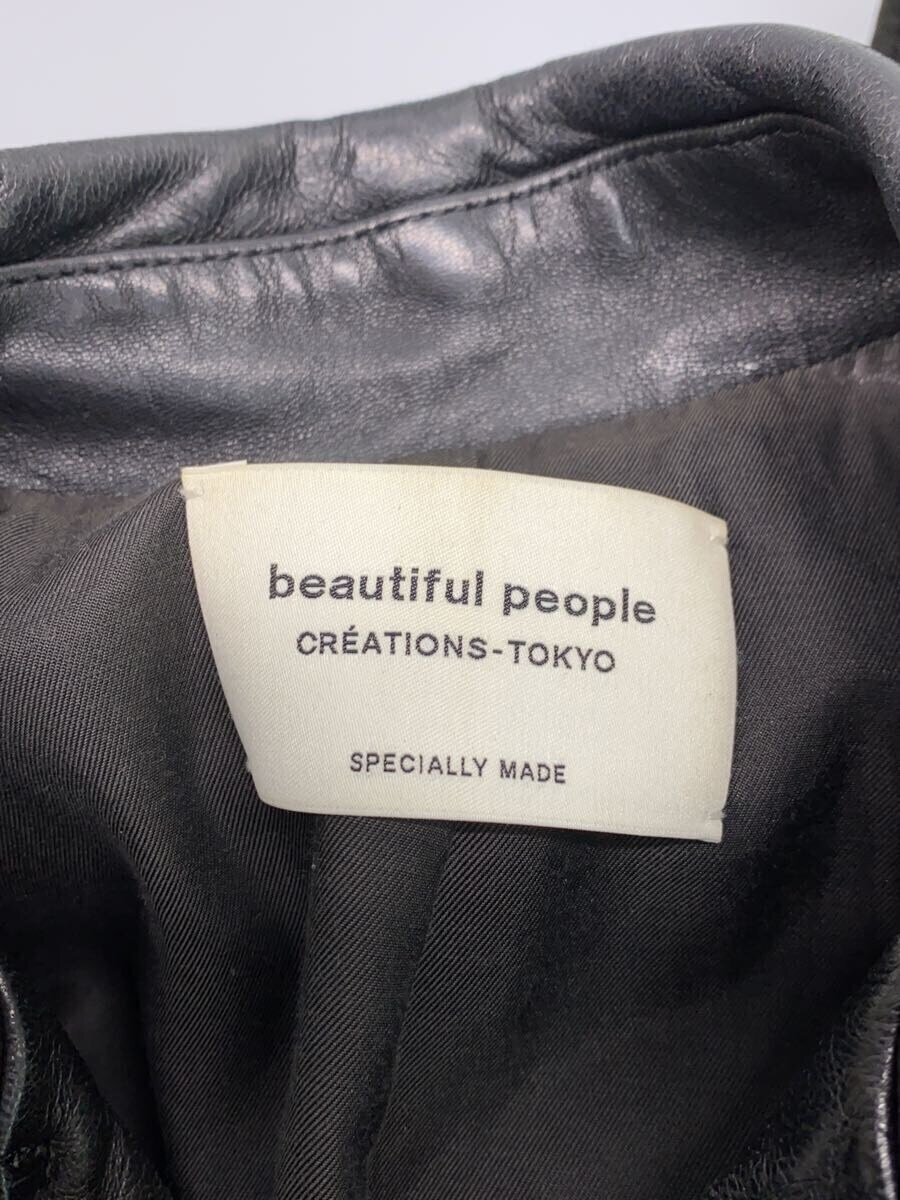 beautiful people
CRÉATIONS-TOKYO
SPECIALLY MADE